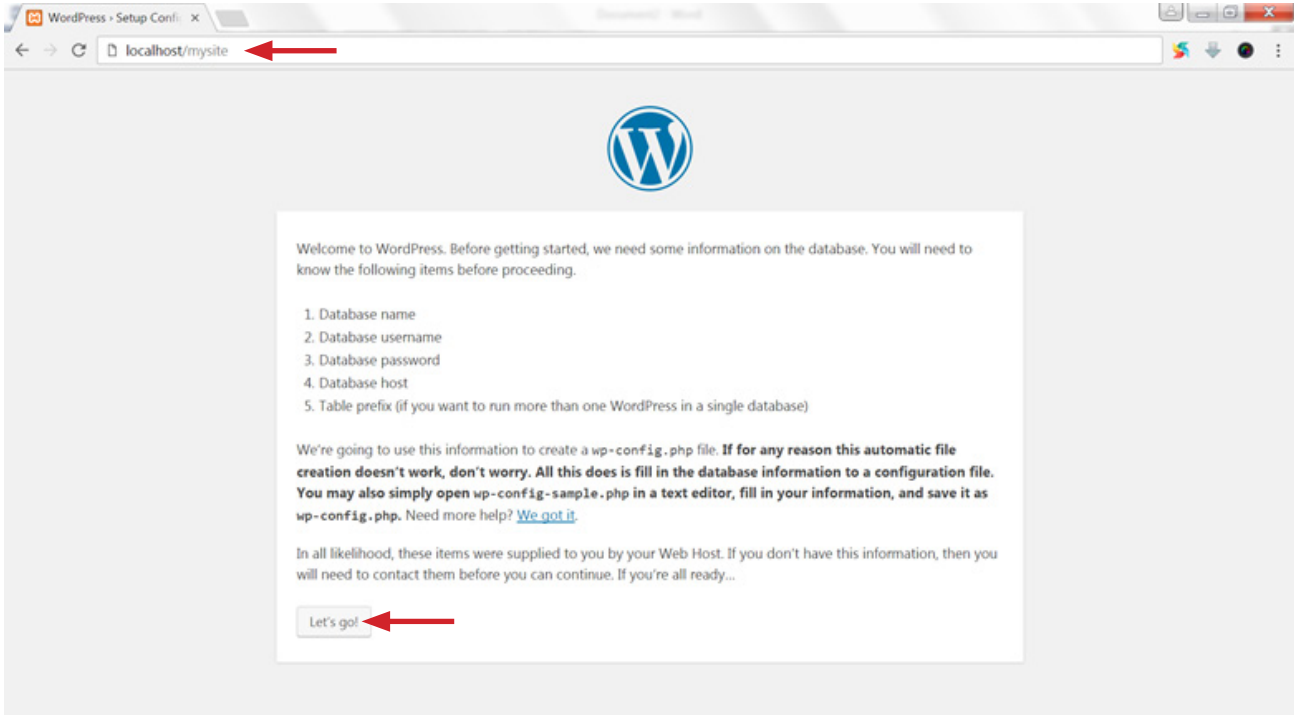 WordPress › Setup Confi
Document2 - Word
localhost/mysite
Welcome to WordPress. Before getting started, we need some information on the database. You will need to
know the following items before proceeding.
1. Database name
2. Database username
3. Database password
4. Database host
5. Table prefix (if you want to run more than one WordPress in a single database)
We're going to use this information to create a wp-config.php file. If for any reason this automatic file
creation doesn't work, don't worry. All this does is fill in the database information to a configuration file.
You may also simply open wp-config-sample.php in a text editor, fill in your information, and save it as
wp-config.php. Need more help? We got it.
In all likelihood, these items were supplied to you by your Web Host. If you don't have this information, then you
will need to contact them before you can continue. If you're all ready...
Let's go!